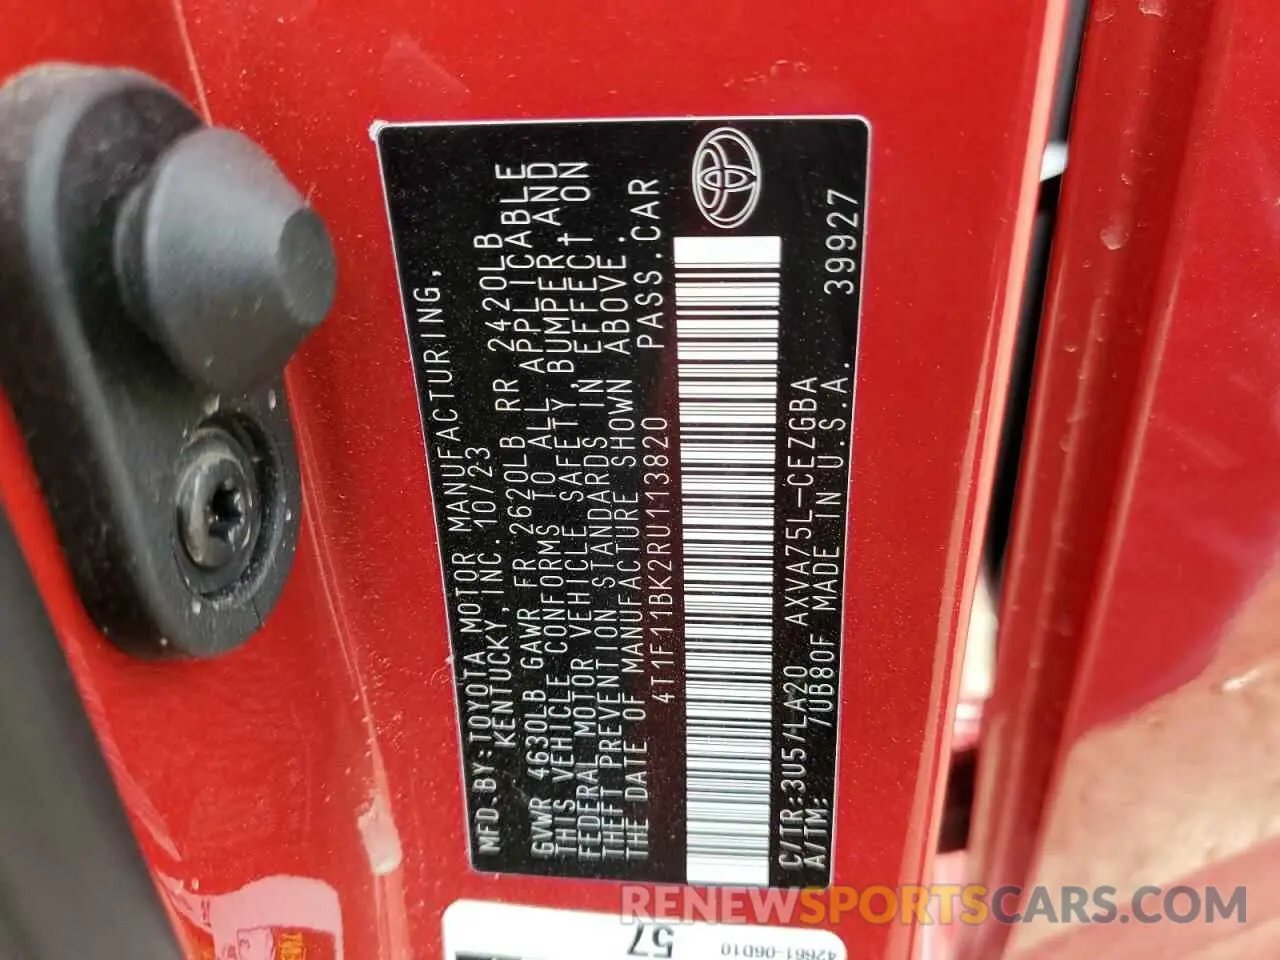 MFD.BY:TOYOTA MOTOR MANUFACTURING,
KENTUCKY,INC. 10/23
GVWR 4630LB GAWR FR 2620LB RR 2420LB
THIS VEHICLE CONFORMS TO ALL APPLICABLE
FEDERAL MOTOR VEHICLE SAFETY,BUMPER,AND
THEFT PREVENTION STANDARDS IN EFFECT ON
THE DATE OF MANUFACTURE SHOWN ABOVE.
4T1F11BK2RU113820 PASS.CAR
C/TR:3U5/LA20 AXVA75L-CEZGBA 39927
A/TM: /UB80F MADE IN U.S.A.
57
42661-06D10
RENEWSPORTSCARS.COM